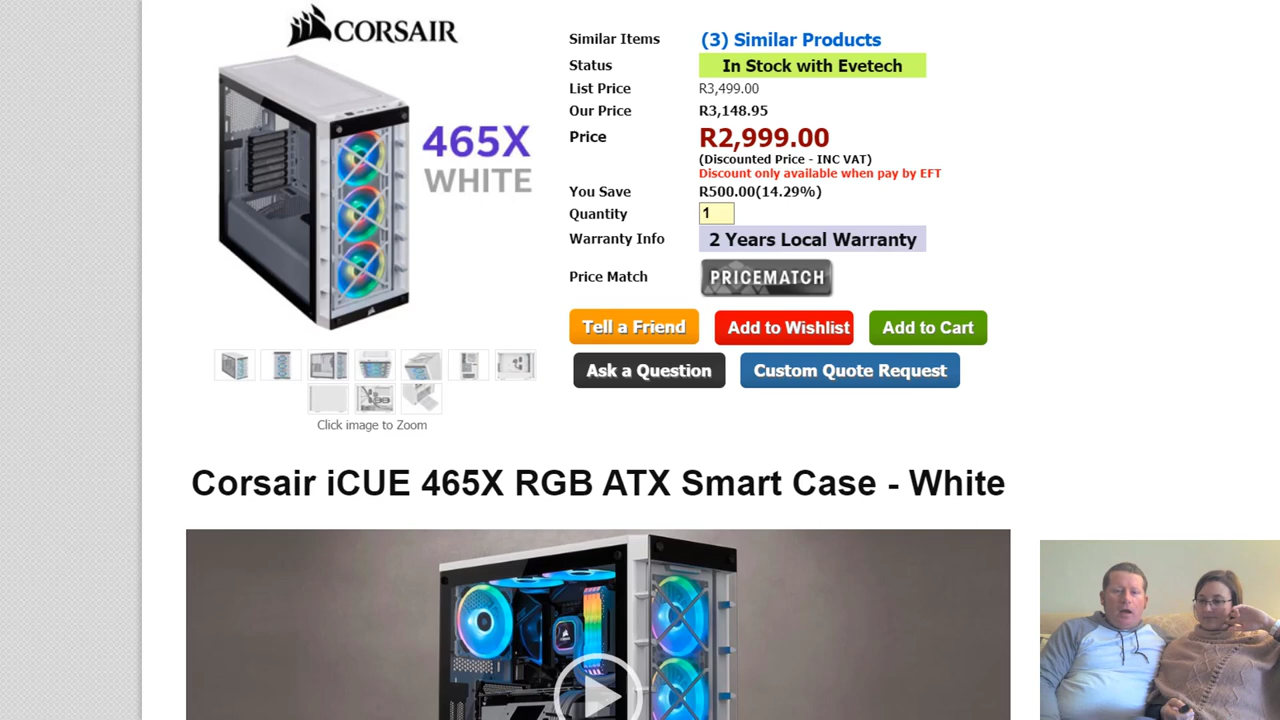 CORSAIR
465X
WHITE
Click image to Zoom
Similar Items (3) Similar Products
Status In Stock with Evetech
List Price R3,499.00
Our Price R3,148.95
Price R2,999.00
(Discounted Price - INC VAT)
Discount only available when pay by EFT
You Save R500.00(14.29%)
Quantity 1
Warranty Info 2 Years Local Warranty
Price Match PRICEMATCH
Tell a Friend Add to Wishlist Add to Cart
Ask a Question Custom Quote Request
Corsair iCUE 465X RGB ATX Smart Case - White